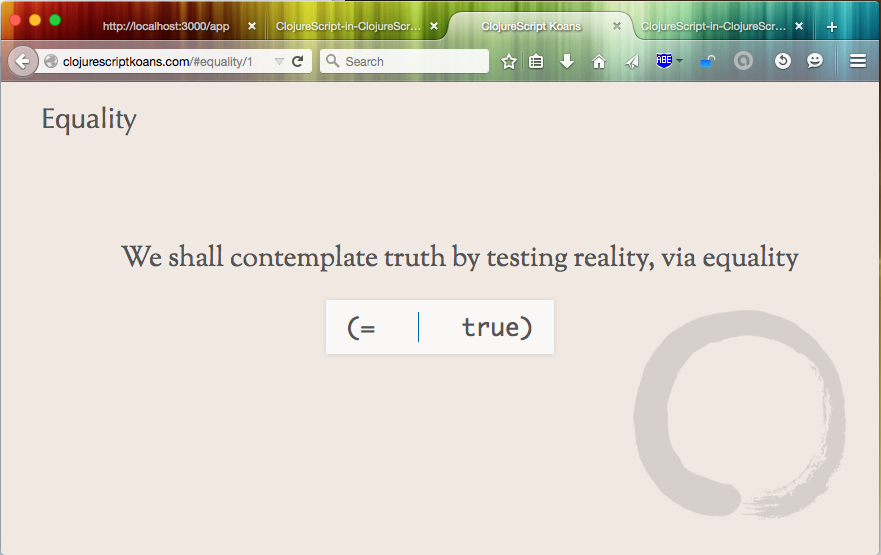 http://localhost:3000/app
ClojureScript-in-ClojureScr...
ClojureScript Koans
ClojureScript-in-ClojureScr...
clojurescriptkoans.com/#equality/1
Search
ABE
Equality
We shall contemplate truth by testing reality, via equality
(= true)